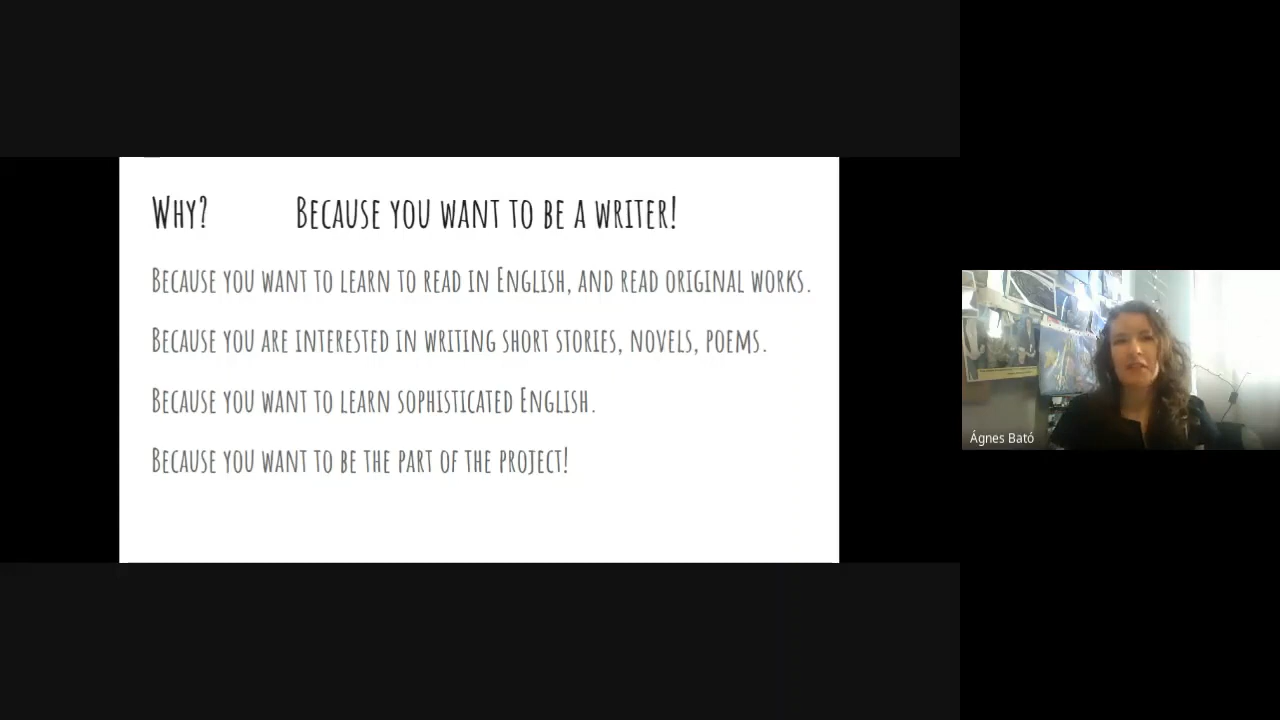 Why? Because you want to be a writer!
Because you want to learn to read in English, and read original works.
Because you are interested in writing short stories, novels, poems.
Because you want to learn sophisticated English.
Because you want to be the part of the project!
Ágnes Bató